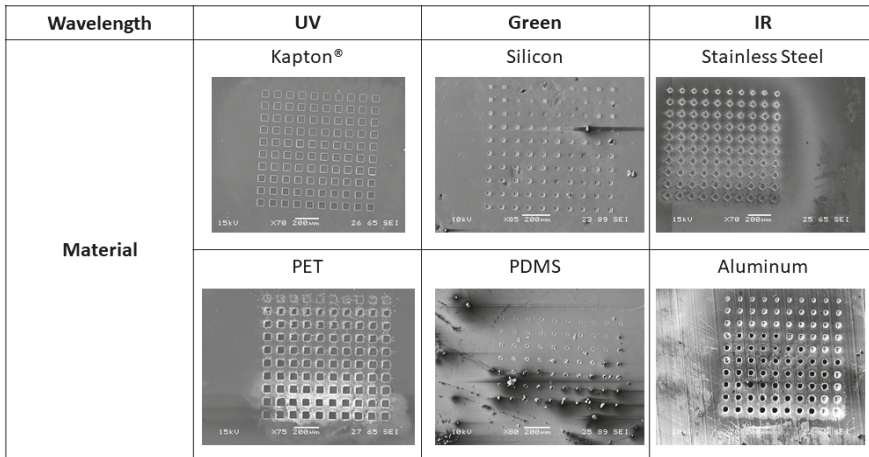 Wavelength UV Green IR
Material
Kapton® Silicon Stainless Steel
15kV X70 200μm 26 65 SEI
10kV X85 200μm 23 89 SEI
15kV X70 200μm 25 65 SEI
PET PDMS Aluminum
15kV X75 200μm 27 65 SEI
10kV X80 200μm 25 89 SEI
200μm